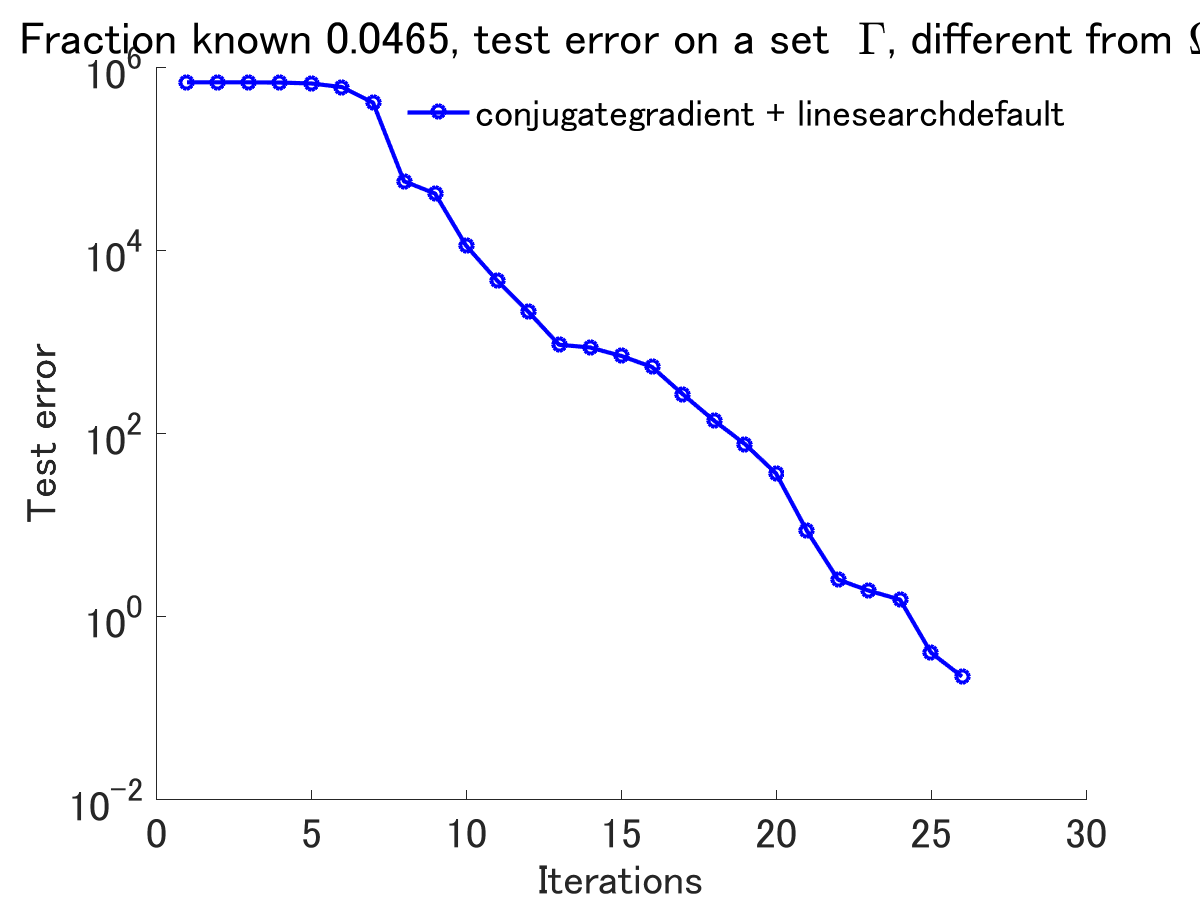 Fraction known 0.0465, test error on a set Γ, different from
10^6
conjugategradient + linesearchdefault
10^4
Test error
10^2
10^0
10^-2
0 5 10 15 20 25 30
Iterations